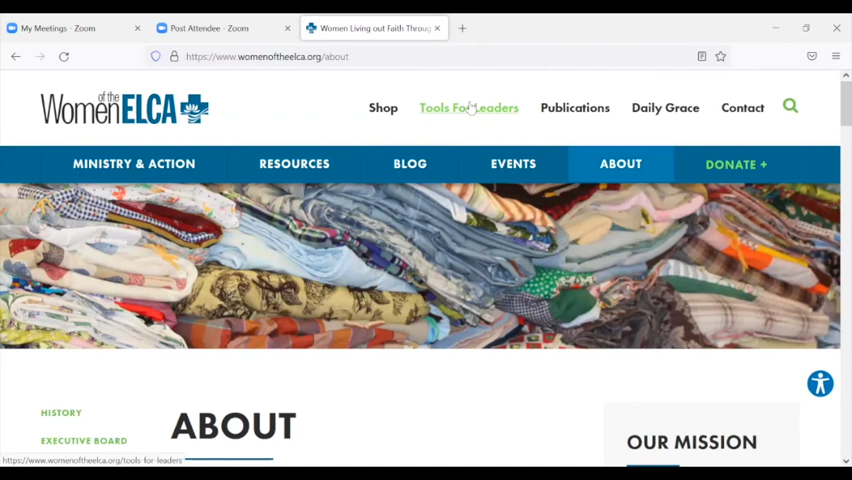 My Meetings - Zoom
Post Attendee - Zoom
Women Living out Faith Throug
https://www.womenoftheelca.org/about
of the
Women ELCA
Shop
Tools For Leaders
Publications
Daily Grace
Contact
MINISTRY & ACTION
RESOURCES
BLOG
EVENTS
ABOUT
DONATE +
HISTORY
ABOUT
OUR MISSION
EXECUTIVE BOARD
https://www.womenoftheelca.org/tools-for-leaders